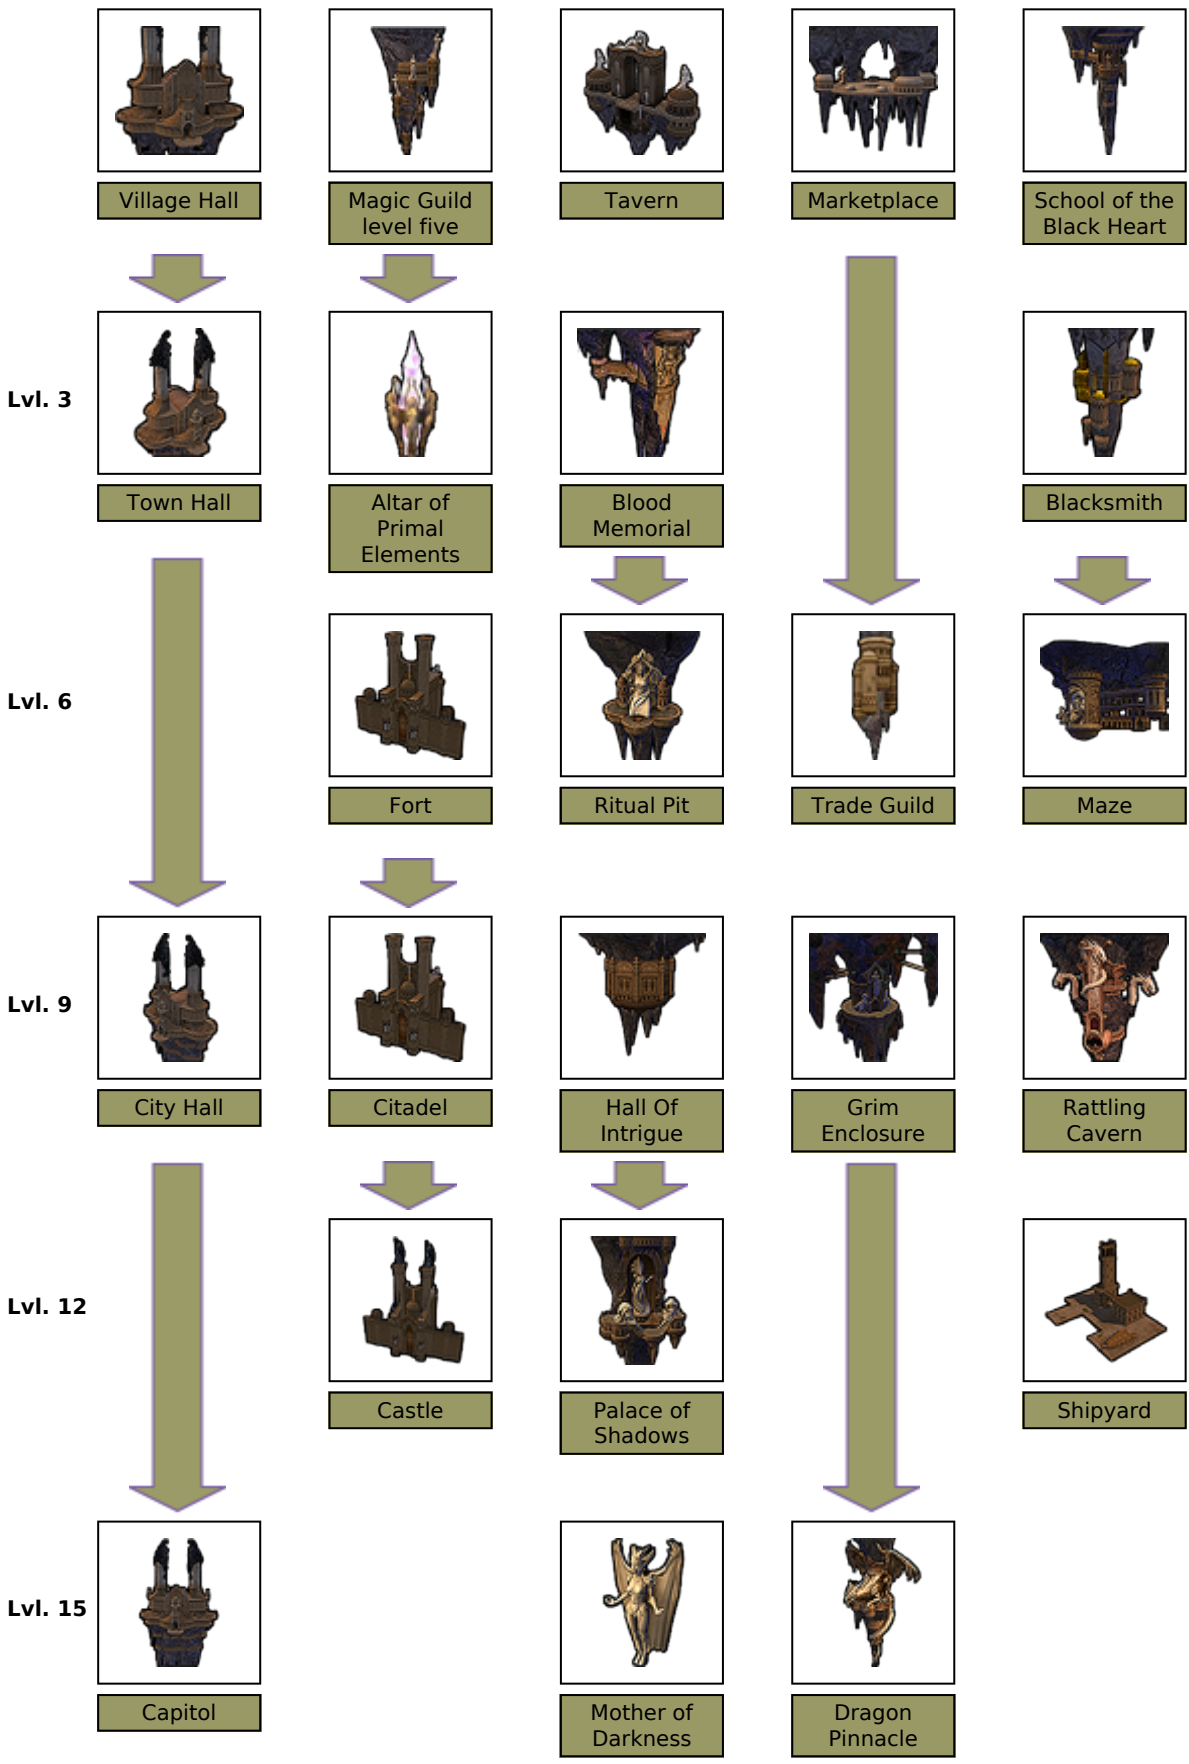 Village Hall
Magic Guild
level five
Tavern
Marketplace
School of the
Black Heart
Lvl. 3
Town Hall
Altar of
Primal
Elements
Blood
Memorial
Blacksmith
Lvl. 6
Fort
Ritual Pit
Trade Guild
Maze
Lvl. 9
City Hall
Citadel
Hall Of
Intrigue
Grim
Enclosure
Rattling
Cavern
Lvl. 12
Castle
Palace of
Shadows
Shipyard
Lvl. 15
Capitol
Mother of
Darkness
Dragon
Pinnacle